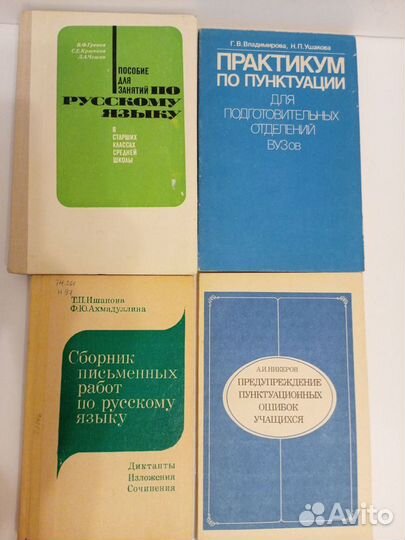 В.Ф.Греков
С.Е.Крючков
Л.А.Чешко
ПОСОБИЕ
ДЛЯ
ЗАНЯТИЙ
ПО
РУССКОМУ
ЯЗЫКУ
В
СТАРШИХ
КЛАССАХ
СРЕДНЕЙ
ШКОЛЫ
Г. В. Владимирова, Н. П. Ушакова
ПРАКТИКУМ
ПО ПУНКТУАЦИИ
ДЛЯ
ПОДГОТОВИТЕЛЬНЫХ
ОТДЕЛЕНИЙ
ВУЗОВ
Т.П.Ишанова
Ф.Ю.Ахмадуллина
Сборник
письменных
работ
по русскому
языку
Диктанты
Изложения
Сочинения
А.И.НИКЕРОВ
ПРЕДУПРЕЖДЕНИЕ
ПУНКТУАЦИОННЫХ
ОШИБОК
УЧАЩИХСЯ
Avito